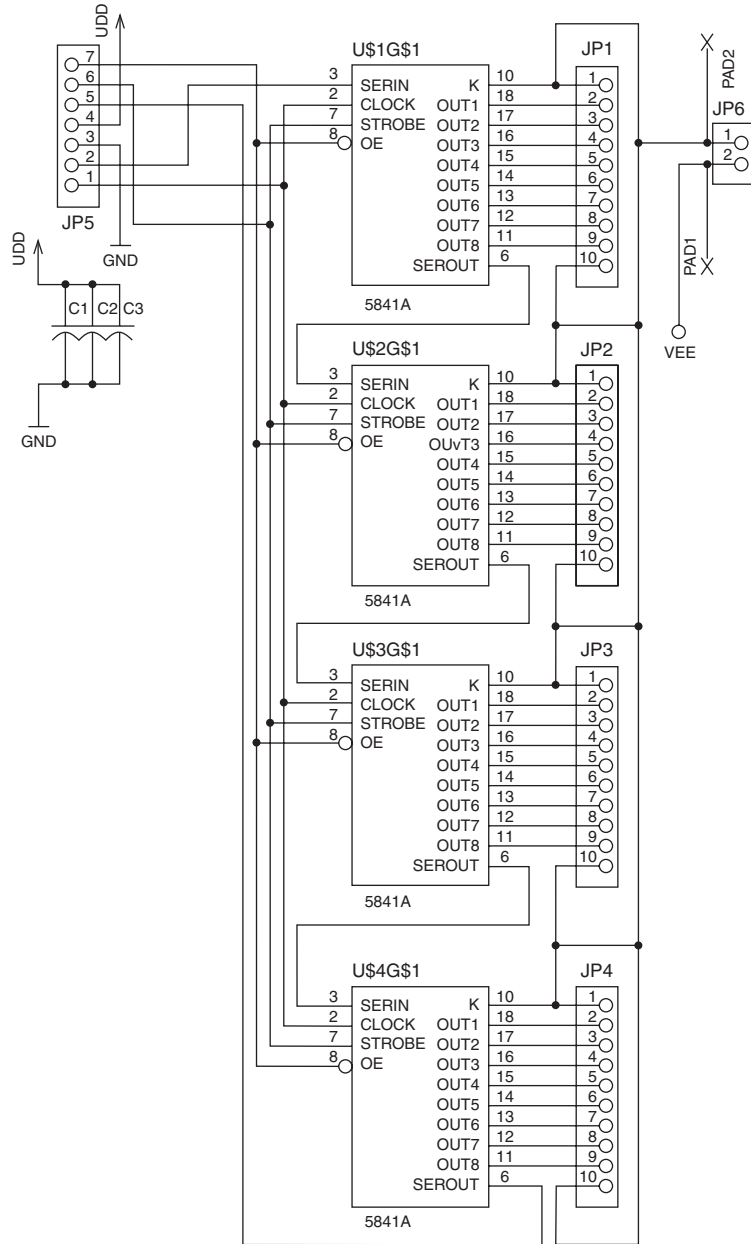 UDD
7
6
5
4
3
2
1
JP5
GND
UDD
C1 C2 C3
GND
U$1G$1
3 SERIN
2 CLOCK
7 STROBE
8 OE
K 10
OUT1 18
OUT2 17
OUT3 16
OUT4 15
OUT5 14
OUT6 13
OUT7 12
OUT8 11
SEROUT 6
5841A
JP1
1
2
3
4
5
6
7
8
9
10
PAD2
JP6
1
2
PAD1
VEE
U$2G$1
3 SERIN
2 CLOCK
7 STROBE
8 OE
K 10
OUT1 18
OUT2 17
OUvT3 16
OUT4 15
OUT5 14
OUT6 13
OUT7 12
OUT8 11
SEROUT 6
5841A
JP2
1
2
3
4
5
6
7
8
9
10
U$3G$1
3 SERIN
2 CLOCK
7 STROBE
8 OE
K 10
OUT1 18
OUT2 17
OUT3 16
OUT4 15
OUT5 14
OUT6 13
OUT7 12
OUT8 11
SEROUT 6
5841A
JP3
1
2
3
4
5
6
7
8
9
10
U$4G$1
3 SERIN
2 CLOCK
7 STROBE
8 OE
K 10
OUT1 18
OUT2 17
OUT3 16
OUT4 15
OUT5 14
OUT6 13
OUT7 12
OUT8 11
SEROUT 6
5841A
JP4
1
2
3
4
5
6
7
8
9
10